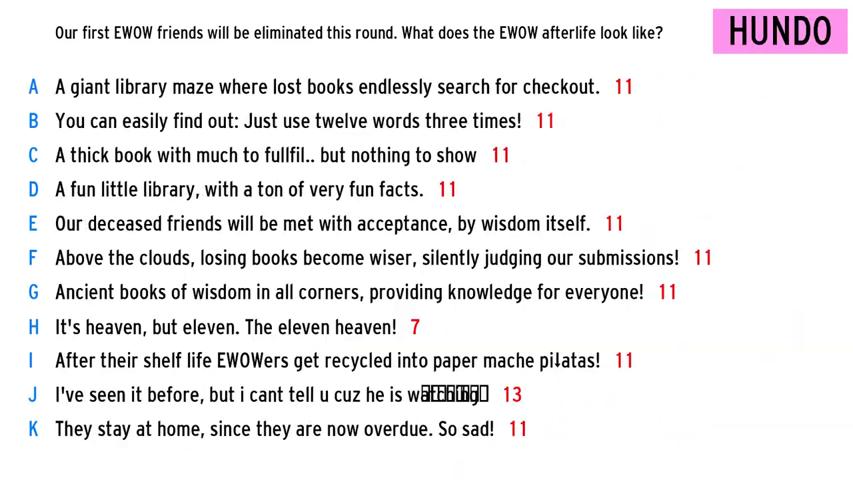 Our first EWOW friends will be eliminated this round. What does the EWOW afterlife look like?
HUNDO
A A giant library maze where lost books endlessly search for checkout. 11
B You can easily find out: Just use twelve words three times! 11
C A thick book with much to fullfil.. but nothing to show 11
D A fun little library, with a ton of very fun facts. 11
E Our deceased friends will be met with acceptance, by wisdom itself. 11
F Above the clouds, losing books become wiser, silently judging our submissions! 11
G Ancient books of wisdom in all corners, providing knowledge for everyone! 11
H It's heaven, but eleven. The eleven heaven! 7
I After their shelf life EWOWers get recycled into paper mache pi↓atas! 11
J I've seen it before, but i cant tell u cuz he is 13
K They stay at home, since they are now overdue. So sad! 11